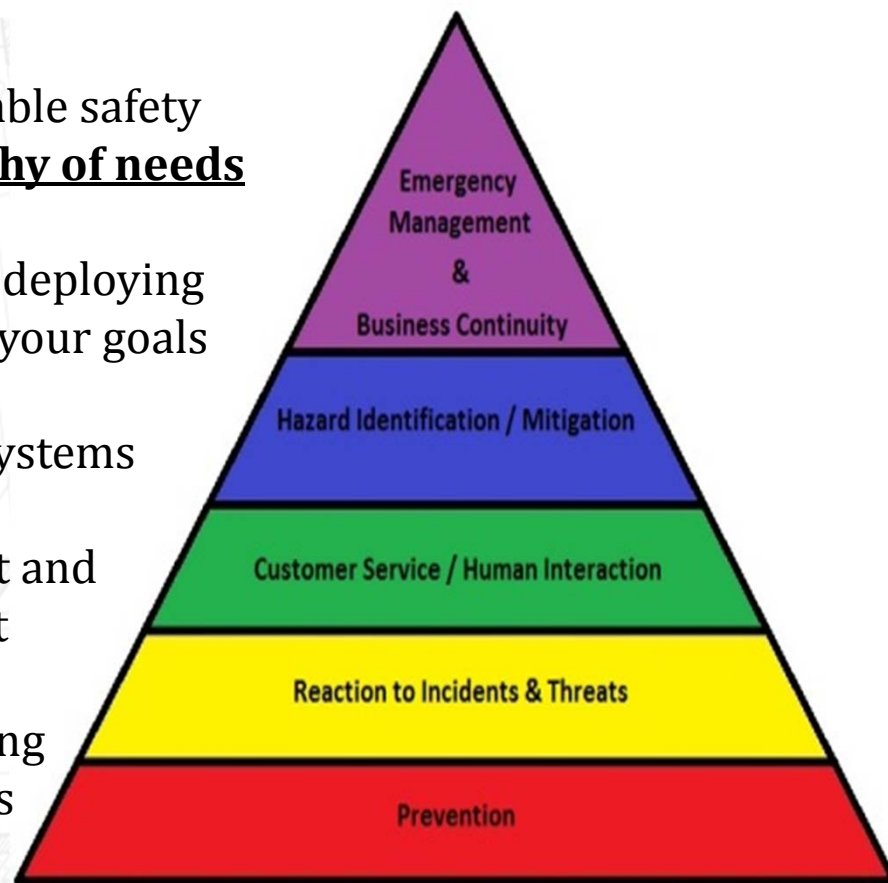 able safety
hy of needs
deploying
your goals
ystems
t and
t
ng
s
Emergency
Management
&
Business Continuity
Hazard Identification / Mitigation
Customer Service / Human Interaction
Reaction to Incidents & Threats
Prevention